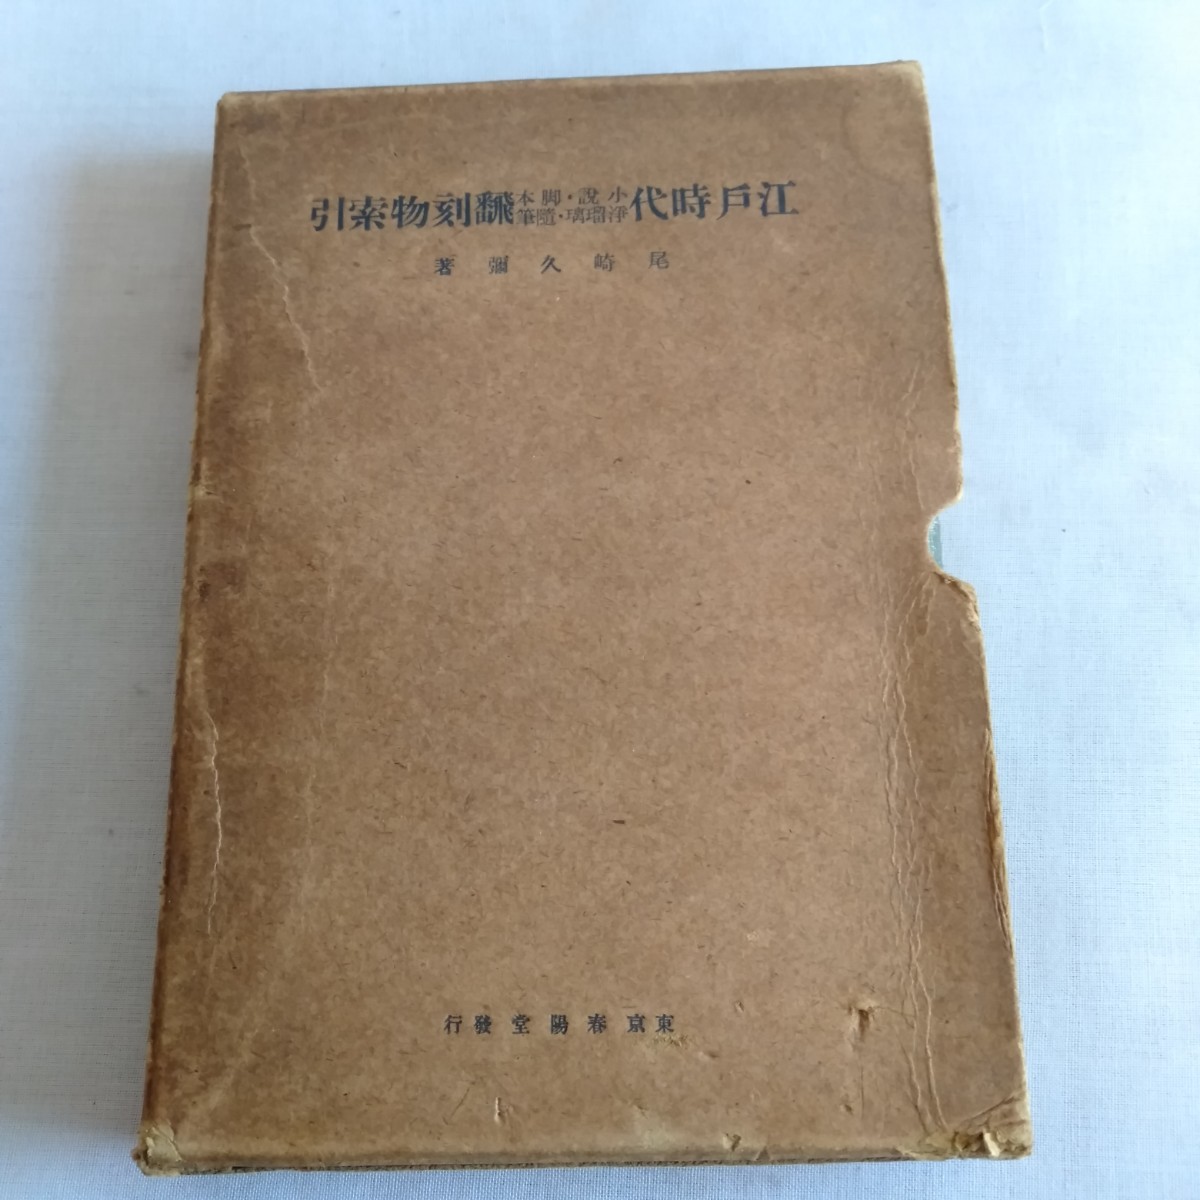 江戶時代小說・脚本淨瑠璃・隨筆飜刻物索引
尾崎久彌著
東京春陽堂發行